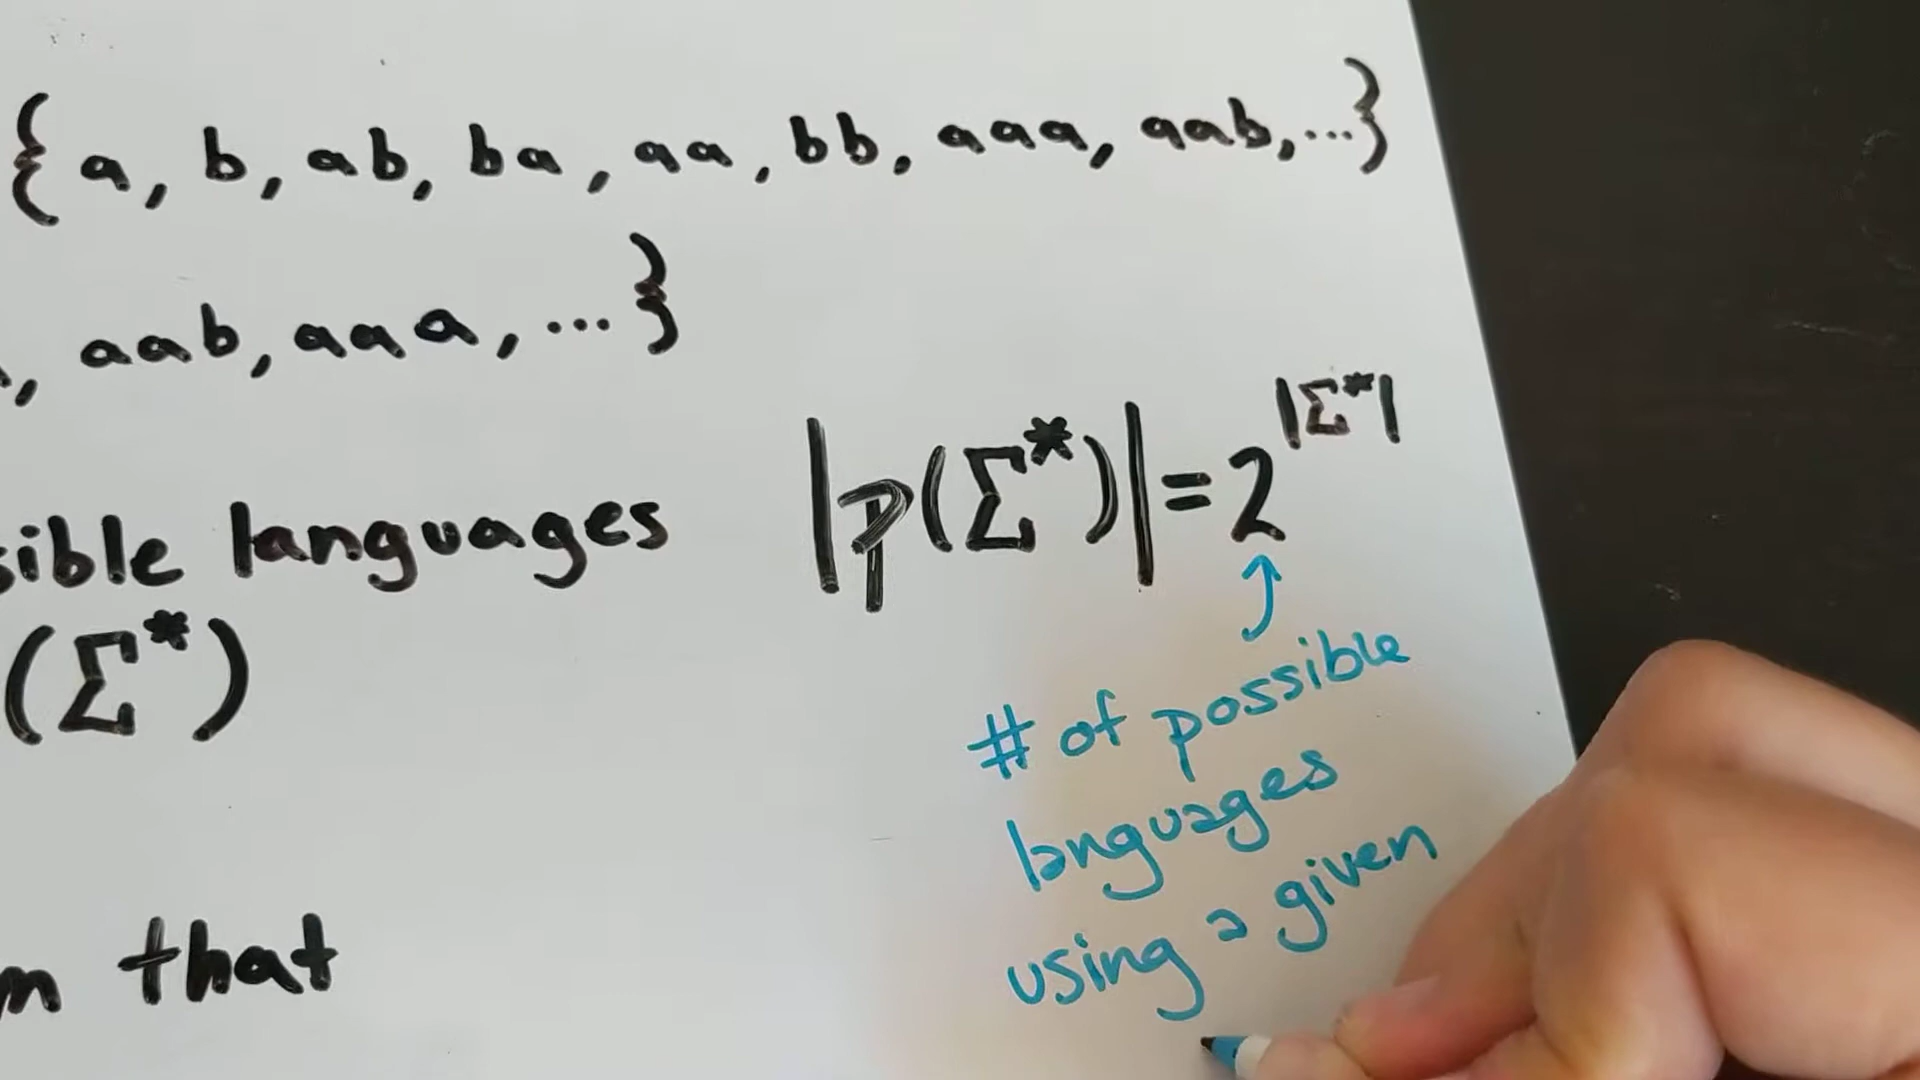 {a, b, ab, ba, aa, bb, aaa, aab,...}
, aab, aaa, ...}
sible languages
|p(Σ*)| = 2^|Σ*|
(Σ*)
# of possible
languages
using a given
m that